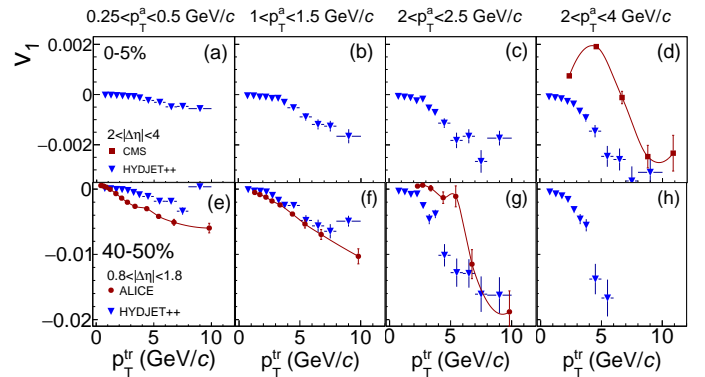 0.25<p_T^a<0.5 GeV/c 1<p_T^a<1.5 GeV/c 2<p_T^a<2.5 GeV/c 2<p_T^a<4 GeV/c
v_1
0.002
0
−0.002
0-5%
(a)
(b)
(c)
(d)
2<|Δη|<4
CMS
HYDJET++
0
−0.01
−0.02
(e)
(f)
(g)
(h)
40-50%
0.8<|Δη|<1.8
ALICE
HYDJET++
0 5 10 0 5 10 0 5 10 0 5 10
p_T^tr (GeV/c) p_T^tr (GeV/c) p_T^tr (GeV/c) p_T^tr (GeV/c)